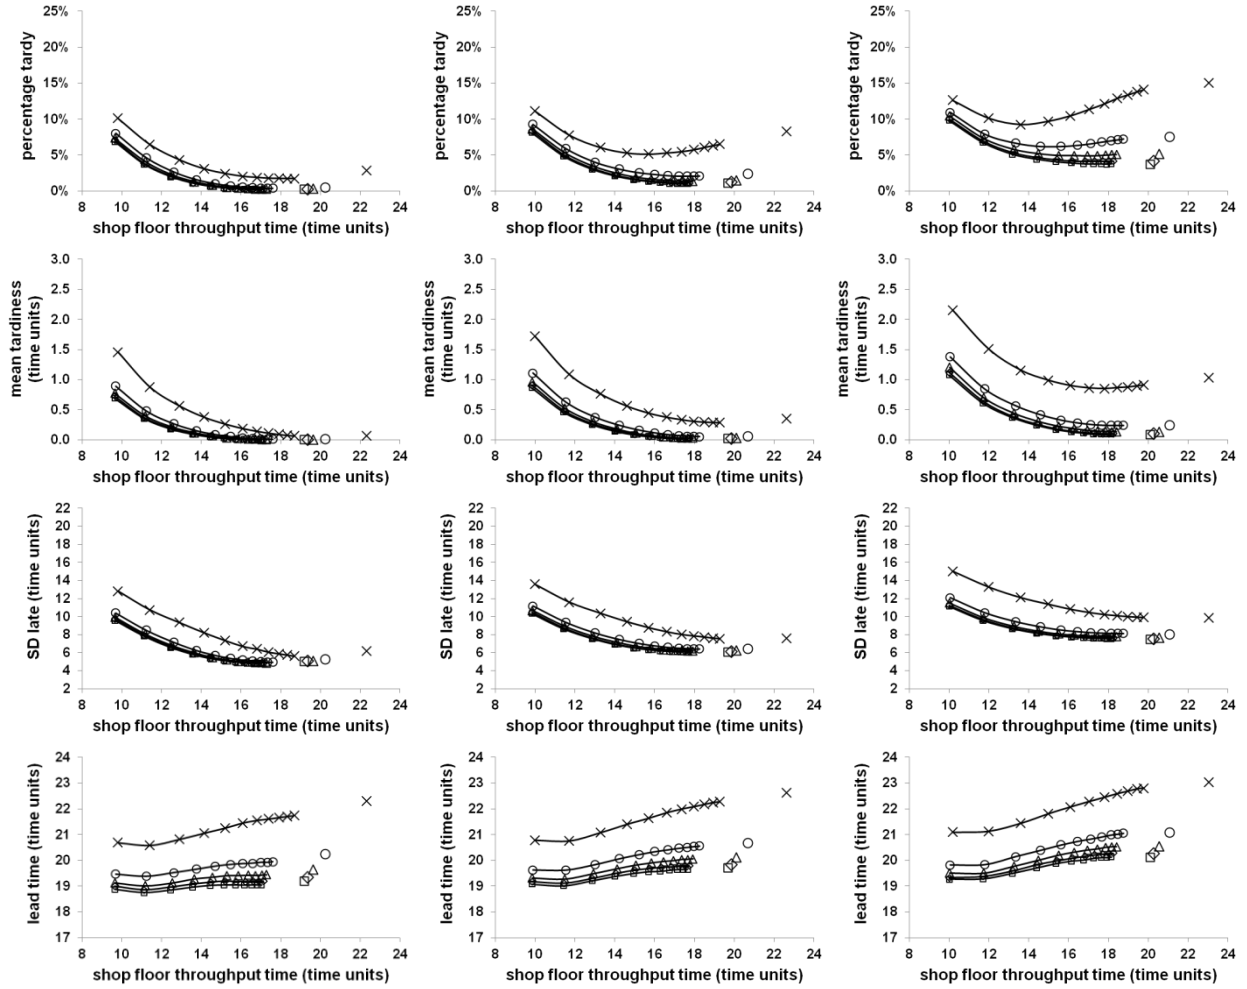 25% 25% 25%
20% 20% 20%
15% 15% 15%
10% 10% 10%
5% 5% 5%
0% 0% 0%
percentage tardy percentage tardy percentage tardy
8 10 12 14 16 18 20 22 24 8 10 12 14 16 18 20 22 24 8 10 12 14 16 18 20 22 24
shop floor throughput time (time units) shop floor throughput time (time units) shop floor throughput time (time units)
3.0 3.0 3.0
2.5 2.5 2.5
2.0 2.0 2.0
1.5 1.5 1.5
1.0 1.0 1.0
0.5 0.5 0.5
0.0 0.0 0.0
mean tardiness mean tardiness mean tardiness
(time units) (time units) (time units)
8 10 12 14 16 18 20 22 24 8 10 12 14 16 18 20 22 24 8 10 12 14 16 18 20 22 24
shop floor throughput time (time units) shop floor throughput time (time units) shop floor throughput time (time units)
22 22 22
20 20 20
18 18 18
16 16 16
14 14 14
12 12 12
10 10 10
8 8 8
6 6 6
4 4 4
2 2 2
SD late (time units) SD late (time units) SD late (time units)
8 10 12 14 16 18 20 22 24 8 10 12 14 16 18 20 22 24 8 10 12 14 16 18 20 22 24
shop floor throughput time (time units) shop floor throughput time (time units) shop floor throughput time (time units)
24 24 24
23 23 23
22 22 22
21 21 21
20 20 20
19 19 19
18 18 18
17 17 17
lead time (time units) lead time (time units) lead time (time units)
8 10 12 14 16 18 20 22 24 8 10 12 14 16 18 20 22 24 8 10 12 14 16 18 20 22 24
shop floor throughput time (time units) shop floor throughput time (time units) shop floor throughput time (time units)